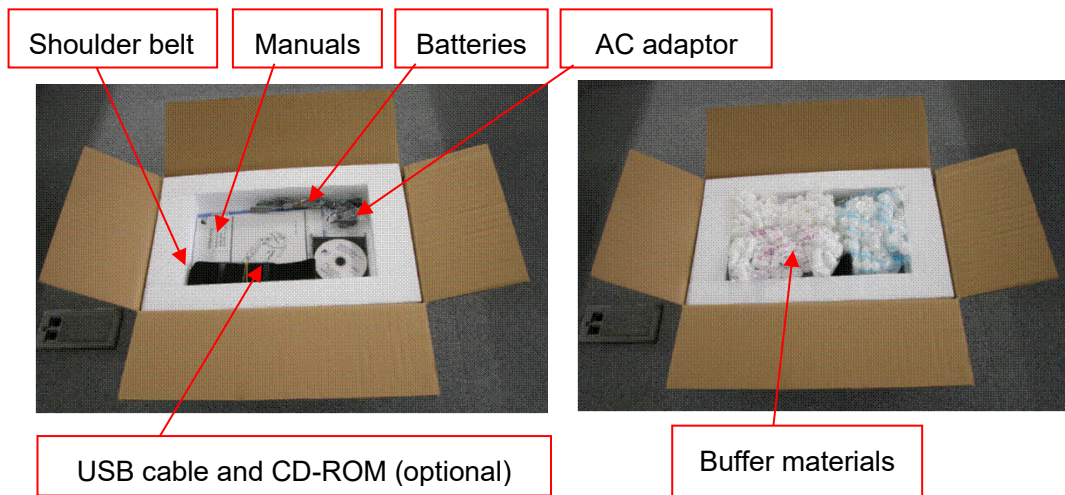 Shoulder belt
Manuals
Batteries
AC adaptor
USB cable and CD-ROM (optional)
Buffer materials